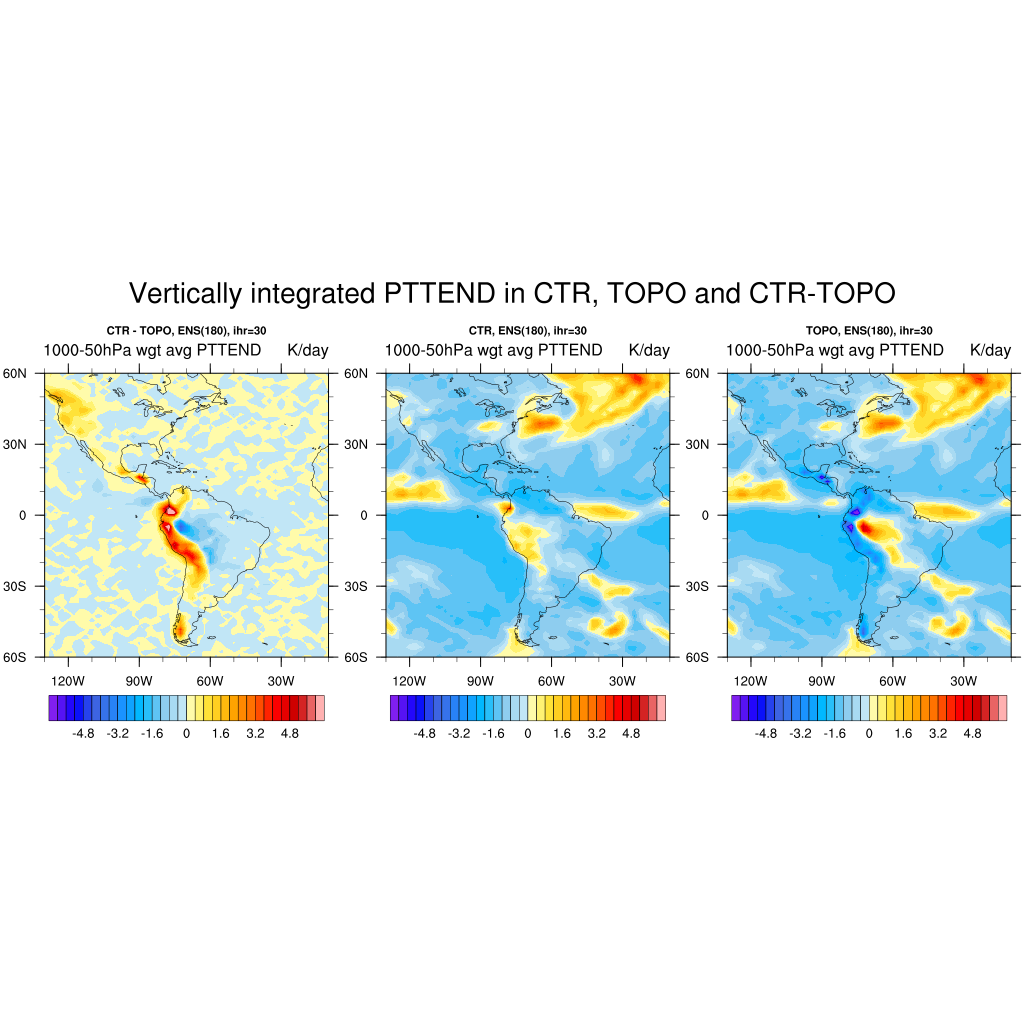 Vertically integrated PTTEND in CTR, TOPO and CTR-TOPO
CTR - TOPO, ENS(180), ihr=30
1000-50hPa wgt avg PTTEND K/day
60N
30N
0
30S
60S
120W 90W 60W 30W
-4.8 -3.2 -1.6 0 1.6 3.2 4.8
CTR, ENS(180), ihr=30
1000-50hPa wgt avg PTTEND K/day
60N
30N
0
30S
60S
120W 90W 60W 30W
-4.8 -3.2 -1.6 0 1.6 3.2 4.8
TOPO, ENS(180), ihr=30
1000-50hPa wgt avg PTTEND K/day
60N
30N
0
30S
60S
120W 90W 60W 30W
-4.8 -3.2 -1.6 0 1.6 3.2 4.8